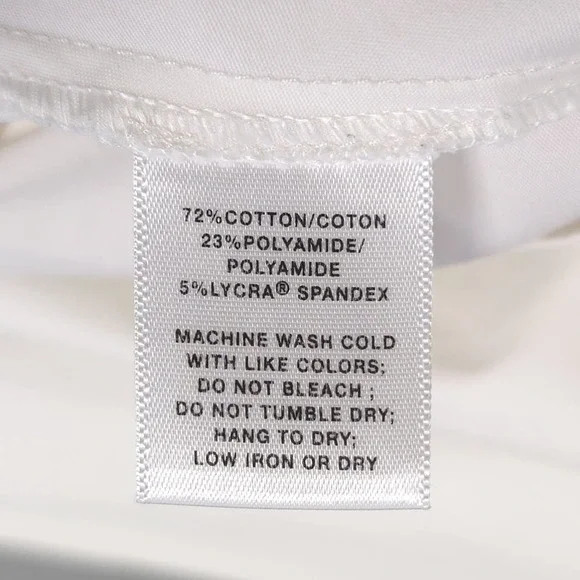 72%COTTON/COTON
23%POLYAMIDE/
POLYAMIDE
5%LYCRA® SPANDEX
MACHINE WASH COLD
WITH LIKE COLORS;
DO NOT BLEACH ;
DO NOT TUMBLE DRY;
HANG TO DRY;
LOW IRON OR DRY